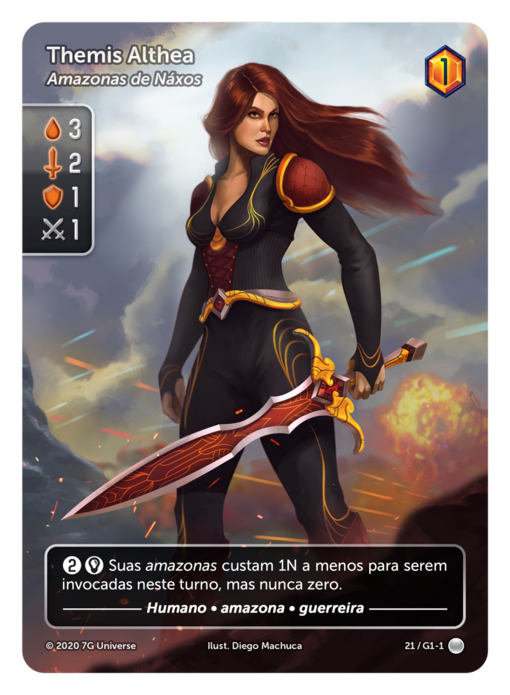 Themis Althea
Amazonas de Náxos
1
3
2
1
1
2 Suas amazonas custam 1N a menos para serem
invocadas neste turno, mas nunca zero.
Humano • amazona • guerreira
© 2020 7G Universe
Ilust. Diego Machuca
21 / G1-1